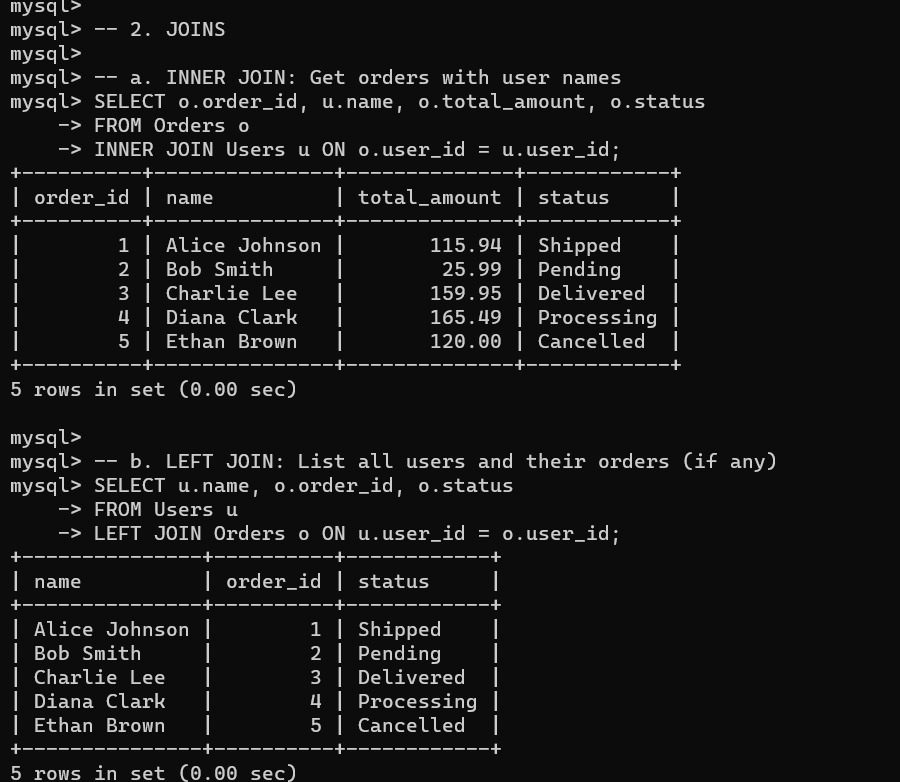 mysql>
mysql> -- 2. JOINS
mysql>
mysql> -- a. INNER JOIN: Get orders with user names
mysql> SELECT o.order_id, u.name, o.total_amount, o.status
    -> FROM Orders o
    -> INNER JOIN Users u ON o.user_id = u.user_id;
+----------+---------------+--------------+------------+
| order_id | name          | total_amount | status     |
+----------+---------------+--------------+------------+
|        1 | Alice Johnson |       115.94 | Shipped    |
|        2 | Bob Smith     |        25.99 | Pending    |
|        3 | Charlie Lee   |       159.95 | Delivered  |
|        4 | Diana Clark   |       165.49 | Processing |
|        5 | Ethan Brown   |       120.00 | Cancelled  |
+----------+---------------+--------------+------------+
5 rows in set (0.00 sec)

mysql>
mysql> -- b. LEFT JOIN: List all users and their orders (if any)
mysql> SELECT u.name, o.order_id, o.status
    -> FROM Users u
    -> LEFT JOIN Orders o ON u.user_id = o.user_id;
+---------------+----------+------------+
| name          | order_id | status     |
+---------------+----------+------------+
| Alice Johnson |        1 | Shipped    |
| Bob Smith     |        2 | Pending    |
| Charlie Lee   |        3 | Delivered  |
| Diana Clark   |        4 | Processing |
| Ethan Brown   |        5 | Cancelled  |
+---------------+----------+------------+
5 rows in set (0.00 sec)